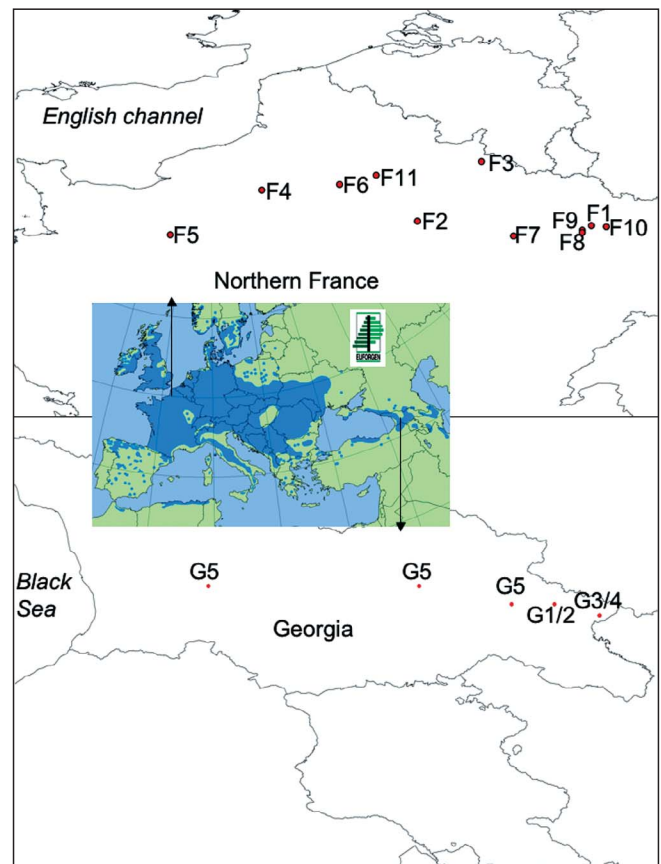 English channel
F3
F11
F6
F4
F2
F1
F9
F10
F5
F7
F8
Northern France
EUFORGEN
G5
G5
G5
Black
Sea
G3/4
G1/2
Georgia